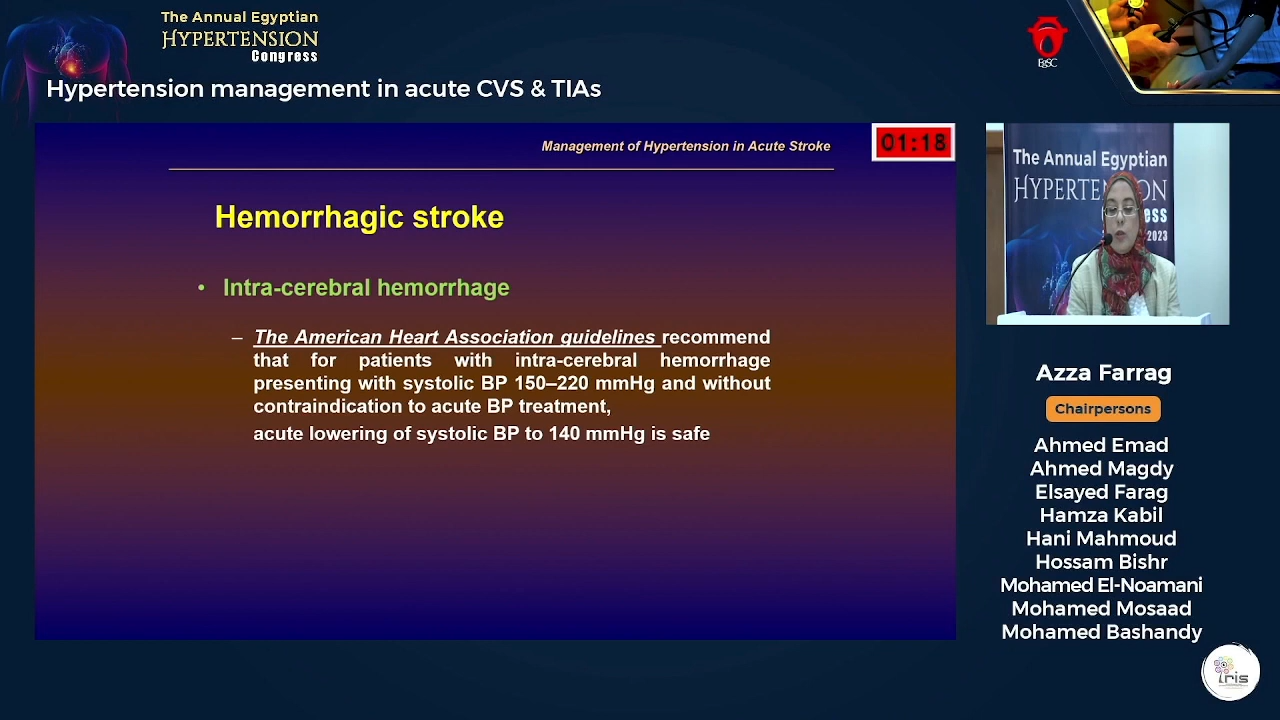 The Annual Egyptian
HYPERTENSION
Congress
Hypertension management in acute CVS & TIAs
EgSC
Management of Hypertension in Acute Stroke
01:18
Hemorrhagic stroke
• Intra-cerebral hemorrhage
– The American Heart Association guidelines recommend
that for patients with intra-cerebral hemorrhage
presenting with systolic BP 150–220 mmHg and without
contraindication to acute BP treatment,
acute lowering of systolic BP to 140 mmHg is safe
The Annual Egyptian
ess
2023
Azza Farrag
Chairpersons
Ahmed Emad
Ahmed Magdy
Elsayed Farag
Hamza Kabil
Hani Mahmoud
Hossam Bishr
Mohamed El-Noamani
Mohamed Mosaad
Mohamed Bashandy
iris